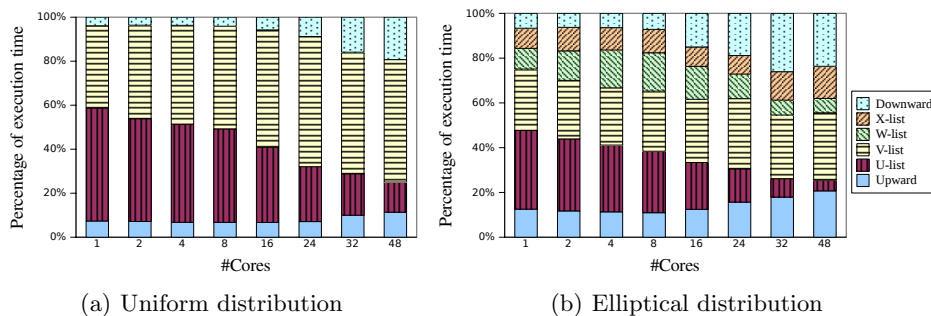 Percentage of execution time
100%
80%
60%
40%
20%
0%
1 2 4 8 16 24 32 48
#Cores
(a) Uniform distribution
Percentage of execution time
100%
80%
60%
40%
20%
0%
1 2 4 8 16 24 32 48
#Cores
(b) Elliptical distribution
Downward
X-list
W-list
V-list
U-list
Upward